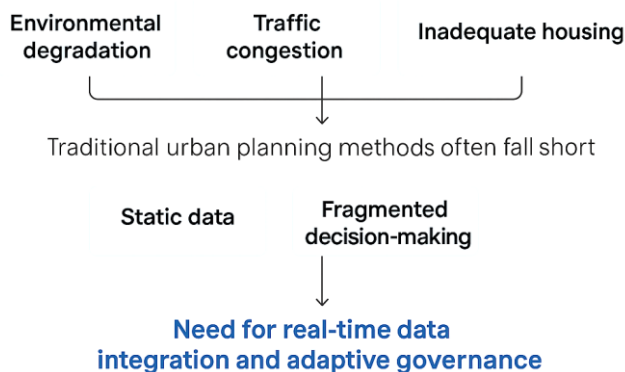 Environmental
degradation
Traffic
congestion
Inadequate housing
Traditional urban planning methods often fall short
Static data
Fragmented
decision-making
Need for real-time data
integration and adaptive governance